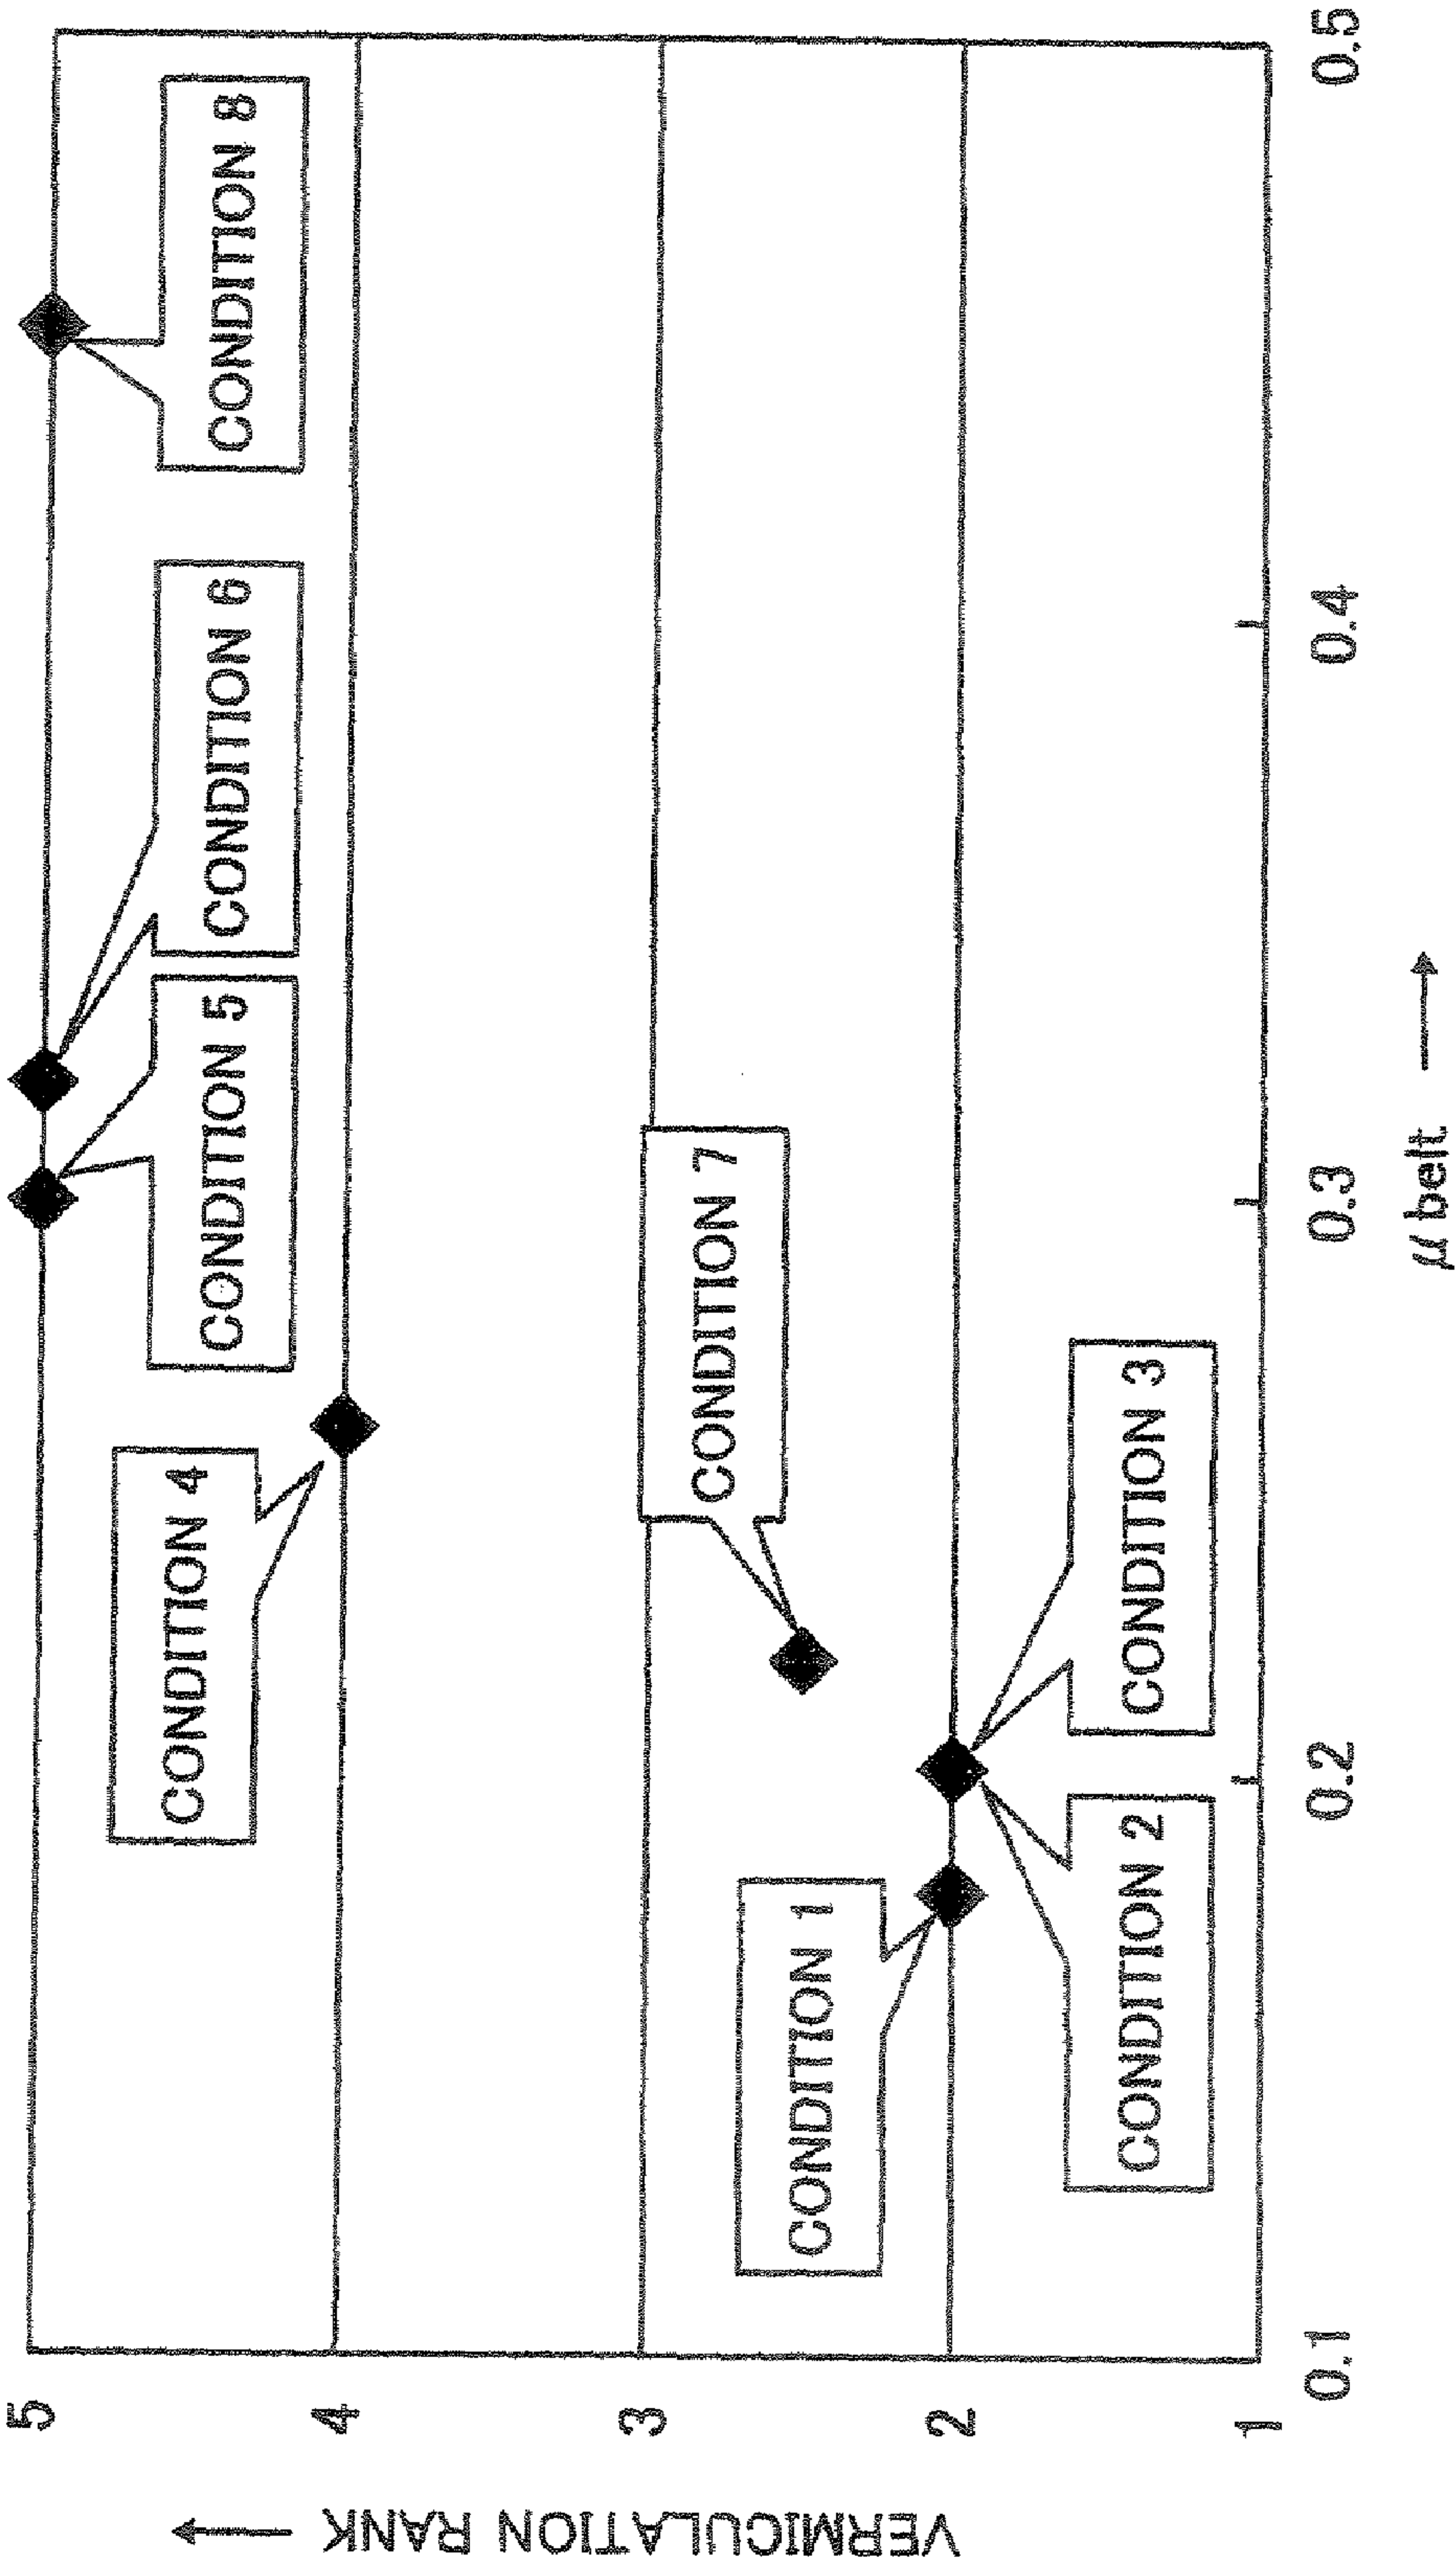 VERMICULATION RANK
5
4
3
2
1
CONDITION 4
CONDITION 5
CONDITION 6
CONDITION 8
CONDITION 1
CONDITION 7
CONDITION 2
CONDITION 3
0.1
0.2
0.3
0.4
0.5
μ belt